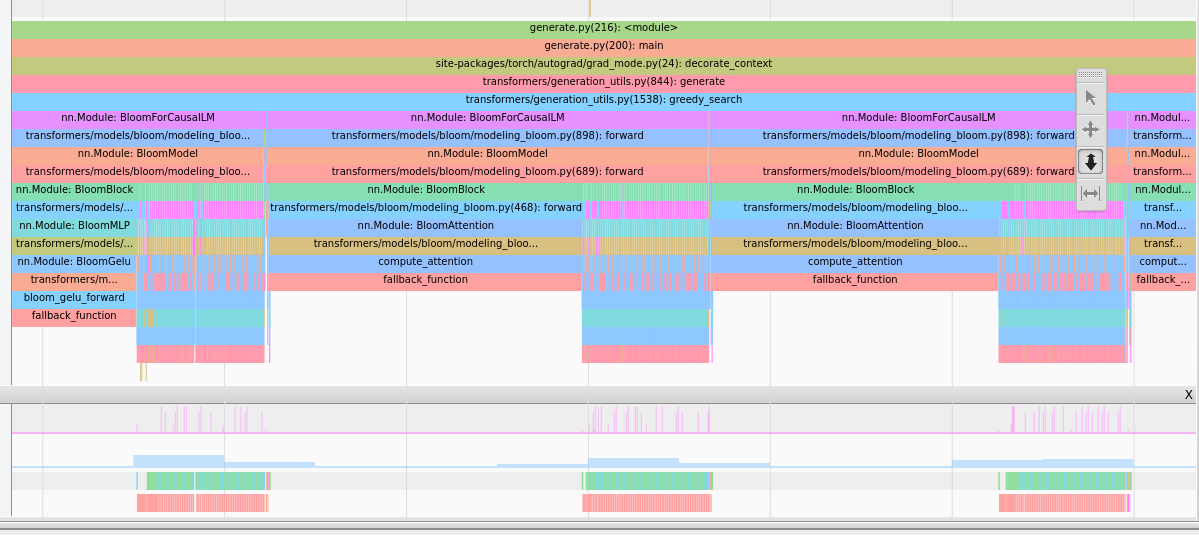 generate.py(216): <module>
generate.py(200): main
site-packages/torch/autograd/grad_mode.py(24): decorate_context
transformers/generation_utils.py(844): generate
transformers/generation_utils.py(1538): greedy_search
nn.Module: BloomForCausalLM nn.Module: BloomForCausalLM nn.Module: BloomForCausalLM nn.Modul...
transformers/models/bloom/modeling_bloo... transformers/models/bloom/modeling_bloom.py(898): forward transformers/models/bloom/modeling_bloom.py(898): forward transform...
nn.Module: BloomModel nn.Module: BloomModel nn.Module: BloomModel nn.Modul...
transformers/models/bloom/modeling_bloo... transformers/models/bloom/modeling_bloom.py(689): forward transformers/models/bloom/modeling_bloom.py(689): forward transform...
nn.Module: BloomBlock nn.Module: BloomBlock nn.Module: BloomBlock nn.Modul...
transformers/models/... transformers/models/bloom/modeling_bloom.py(468): forward transformers/models/bloom/modeling_bloo... transf...
nn.Module: BloomMLP nn.Module: BloomAttention nn.Module: BloomAttention nn.Mod...
transformers/models/... transformers/models/bloom/modeling_bloo... transformers/models/bloom/modeling_bloo... transf...
nn.Module: BloomGelu compute_attention compute_attention comput...
transformers/m... fallback_function fallback_function fallback_...
bloom_gelu_forward
fallback_function
X